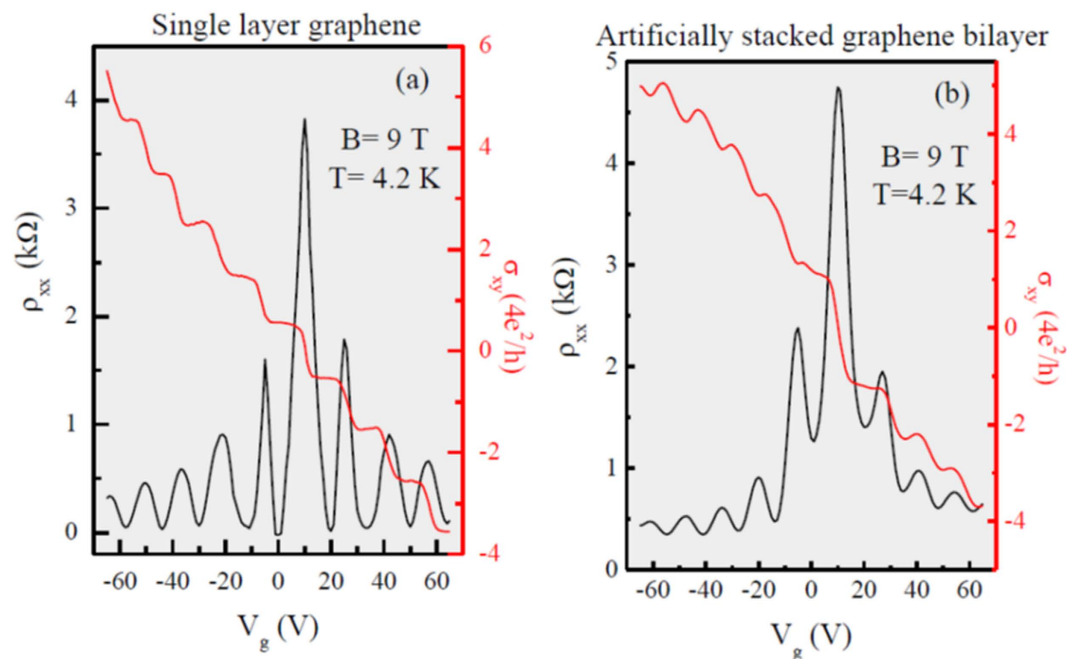 Single layer graphene
(a)
B= 9 T
T= 4.2 K
4
3
2
1
0
ρxx (kΩ)
6
4
2
0
-2
-4
σxy (4e²/h)
-60 -40 -20 0 20 40 60
Vg (V)
Artificially stacked graphene bilayer
(b)
B= 9 T
T=4.2 K
5
4
3
2
1
0
ρxx (kΩ)
4
2
0
-2
-4
σxy (4e²/h)
-60 -40 -20 0 20 40 60
Vg (V)